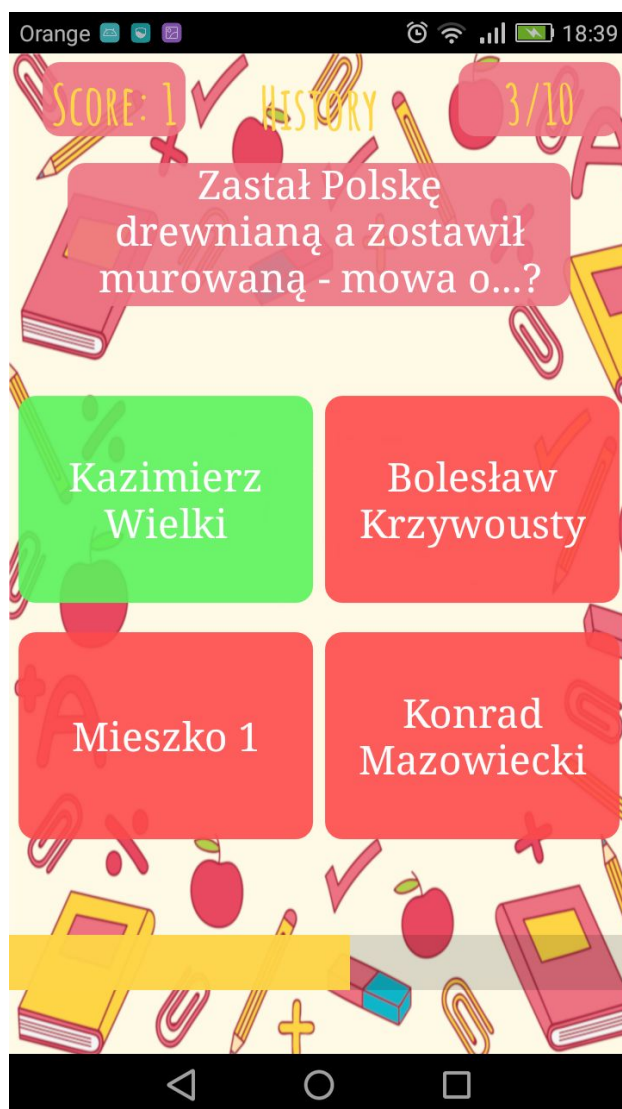 Orange 18:39
Score: 1 History 3/10
Zastał Polskę
drewnianą a zostawił
murowaną - mowa o...?
Kazimierz
Wielki
Bolesław
Krzywousty
Mieszko 1
Konrad
Mazowiecki